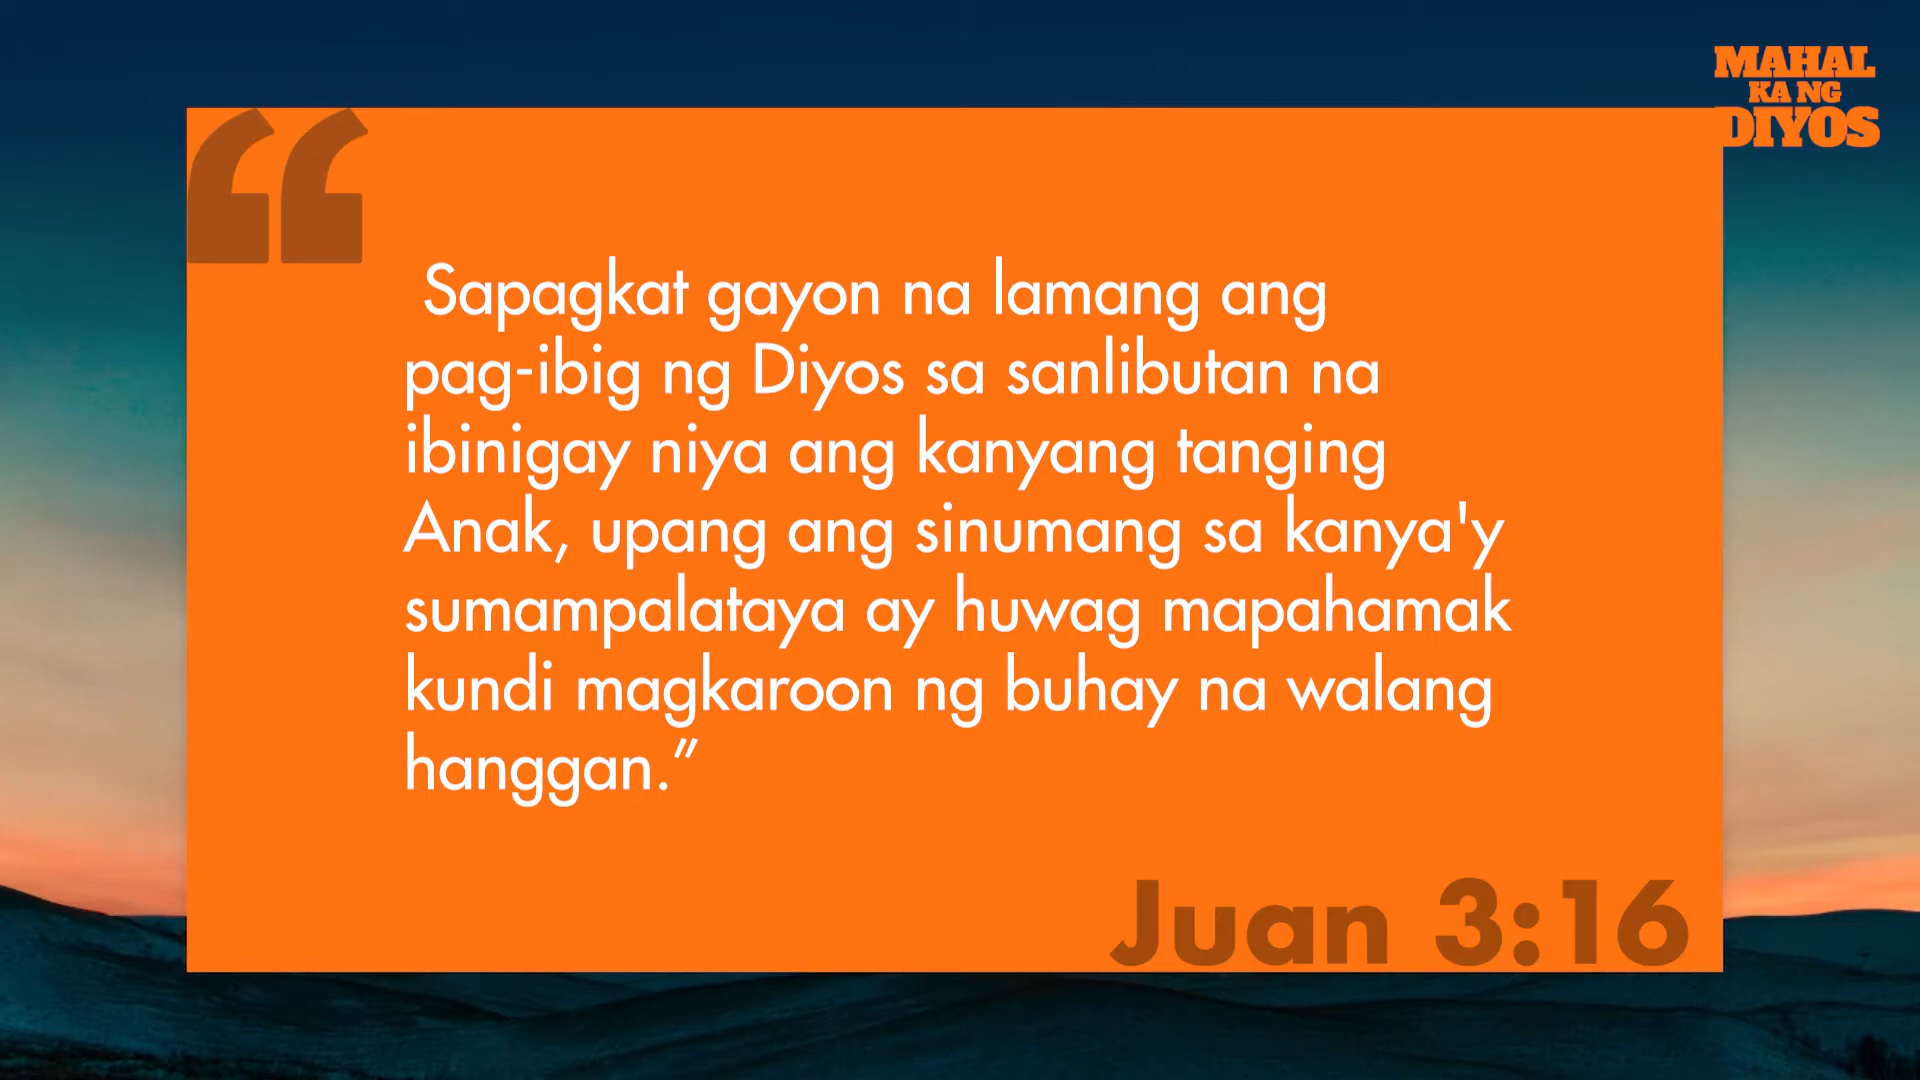 MAHAL
KA NG
DIYOS
“
Sapagkat gayon na lamang ang
pag-ibig ng Diyos sa sanlibutan na
ibinigay niya ang kanyang tanging
Anak, upang ang sinumang sa kanya'y
sumampalataya ay huwag mapahamak
kundi magkaroon ng buhay na walang
hanggan.”
Juan 3:16